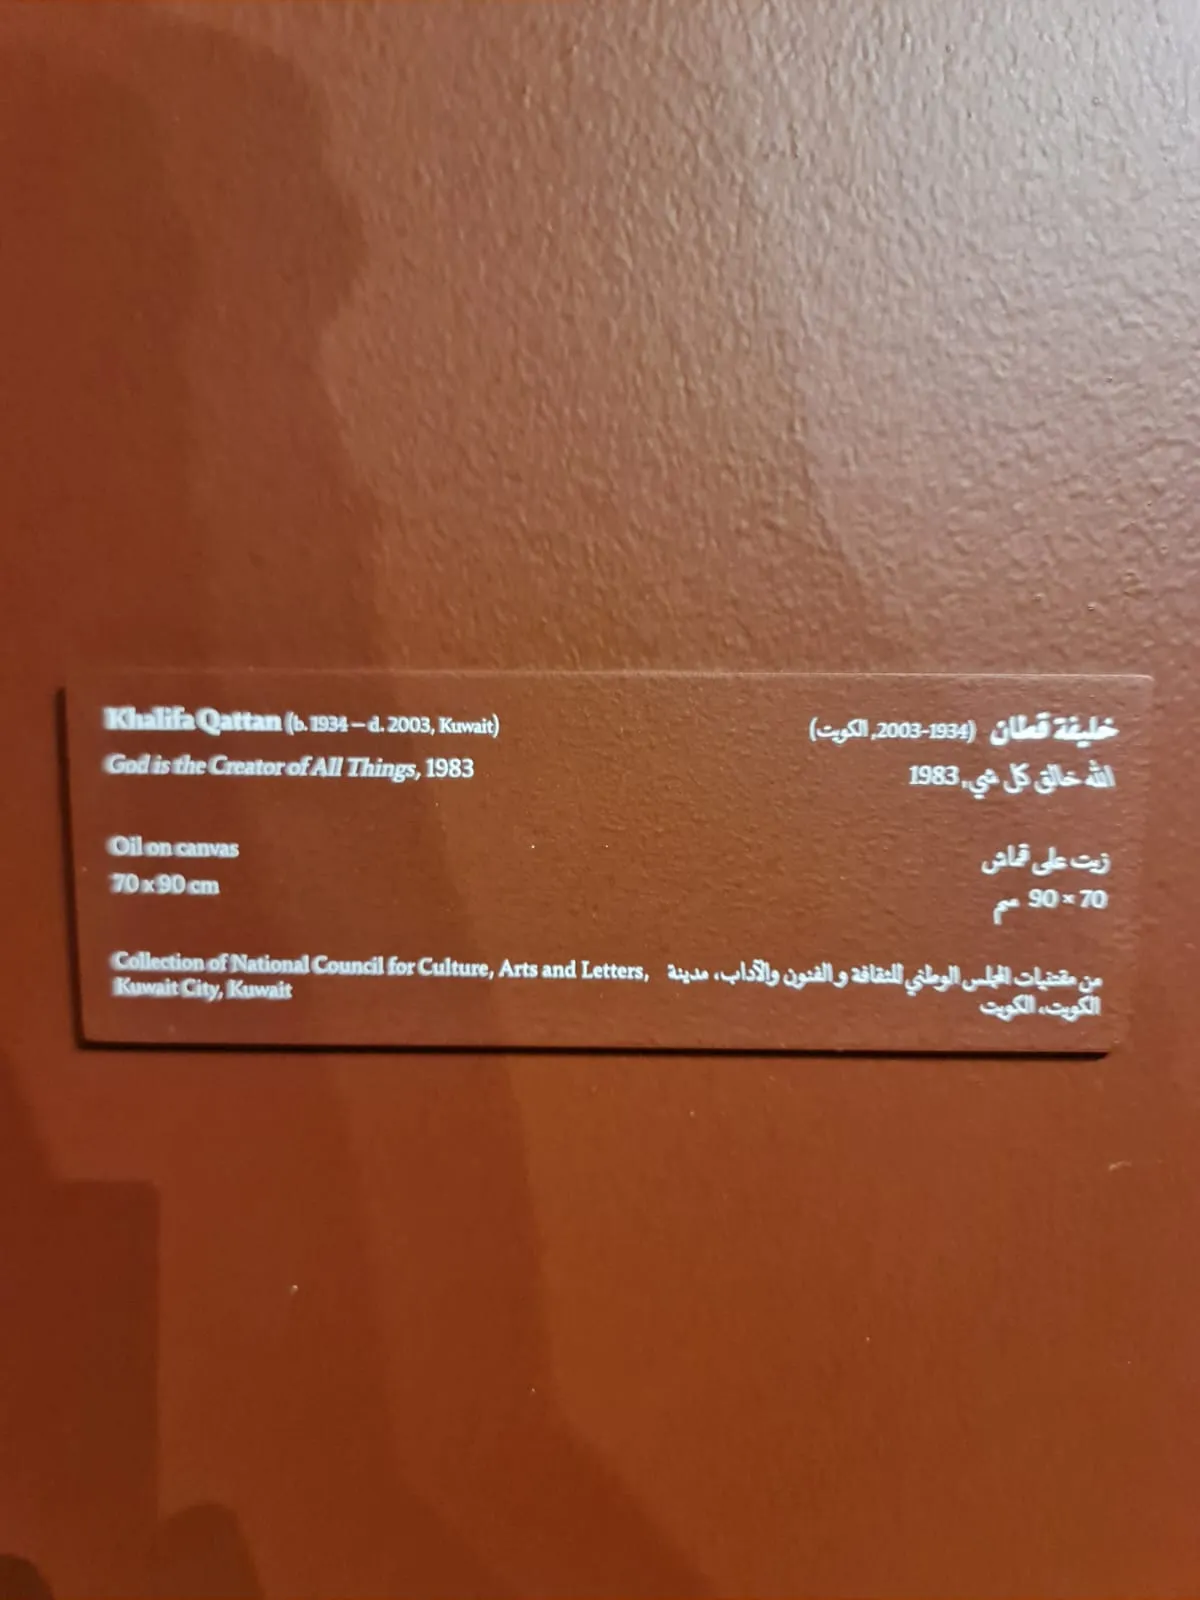 Khalifa Qattan (b. 1934 – d. 2003, Kuwait)
God is the Creator of All Things, 1983
Oil on canvas
70 x 90 cm
Collection of National Council for Culture, Arts and Letters,
Kuwait City, Kuwait
خليفة قطان (1934-2003, الكويت)
الله خالق كل شي, 1983
زيت على قماش
70 × 90 سم
من مقتنيات المجلس الوطني للثقافة و الفنون والآداب، مدينة
الكويت، الكويت